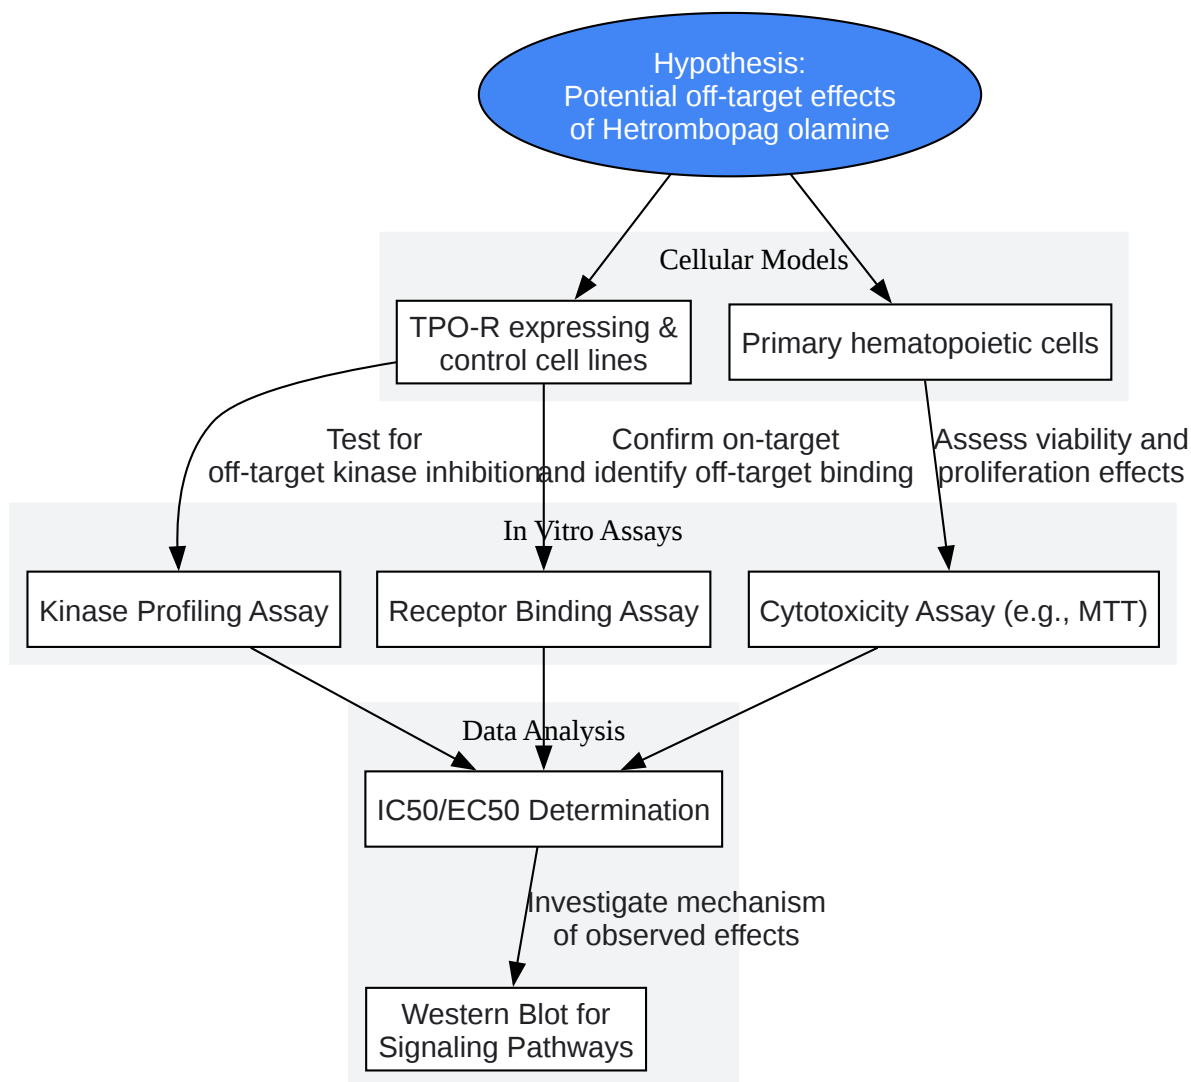 Hypothesis:
Potential off-target effects
of Hetrombopag olamine
Cellular Models
TPO-R expressing &
control cell lines
Primary hematopoietic cells
Test for
off-target kinase inhibition
Confirm on-target
and identify off-target binding
Assess viability and
proliferation effects
In Vitro Assays
Kinase Profiling Assay
Receptor Binding Assay
Cytotoxicity Assay (e.g., MTT)
Data Analysis
IC50/EC50 Determination
Investigate mechanism
of observed effects
Western Blot for
Signaling Pathways